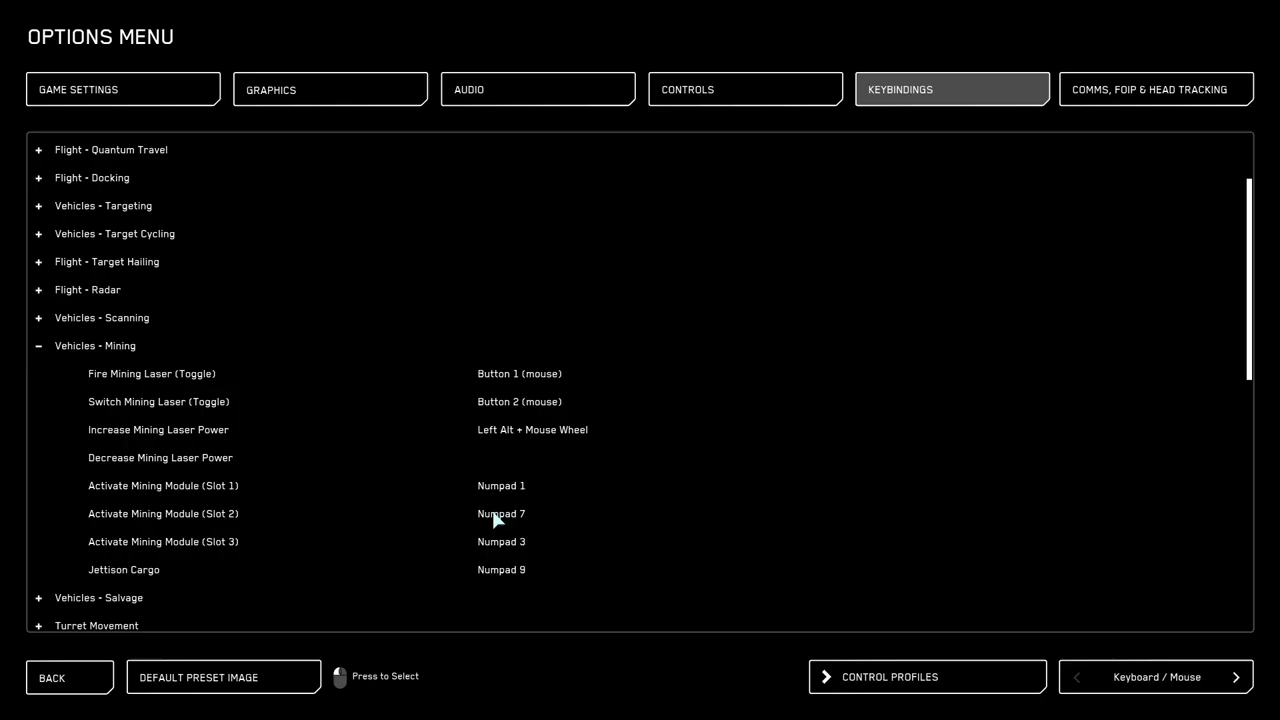 OPTIONS MENU
GAME SETTINGS GRAPHICS AUDIO CONTROLS KEYBINDINGS COMMS, FOIP & HEAD TRACKING
+ Flight - Quantum Travel
+ Flight - Docking
+ Vehicles - Targeting
+ Vehicles - Target Cycling
+ Flight - Target Hailing
+ Flight - Radar
+ Vehicles - Scanning
- Vehicles - Mining
Fire Mining Laser (Toggle) Button 1 (mouse)
Switch Mining Laser (Toggle) Button 2 (mouse)
Increase Mining Laser Power Left Alt + Mouse Wheel
Decrease Mining Laser Power
Activate Mining Module (Slot 1) Numpad 1
Activate Mining Module (Slot 2) Numpad 7
Activate Mining Module (Slot 3) Numpad 3
Jettison Cargo Numpad 9
+ Vehicles - Salvage
+ Turret Movement
BACK DEFAULT PRESET IMAGE Press to Select CONTROL PROFILES Keyboard / Mouse